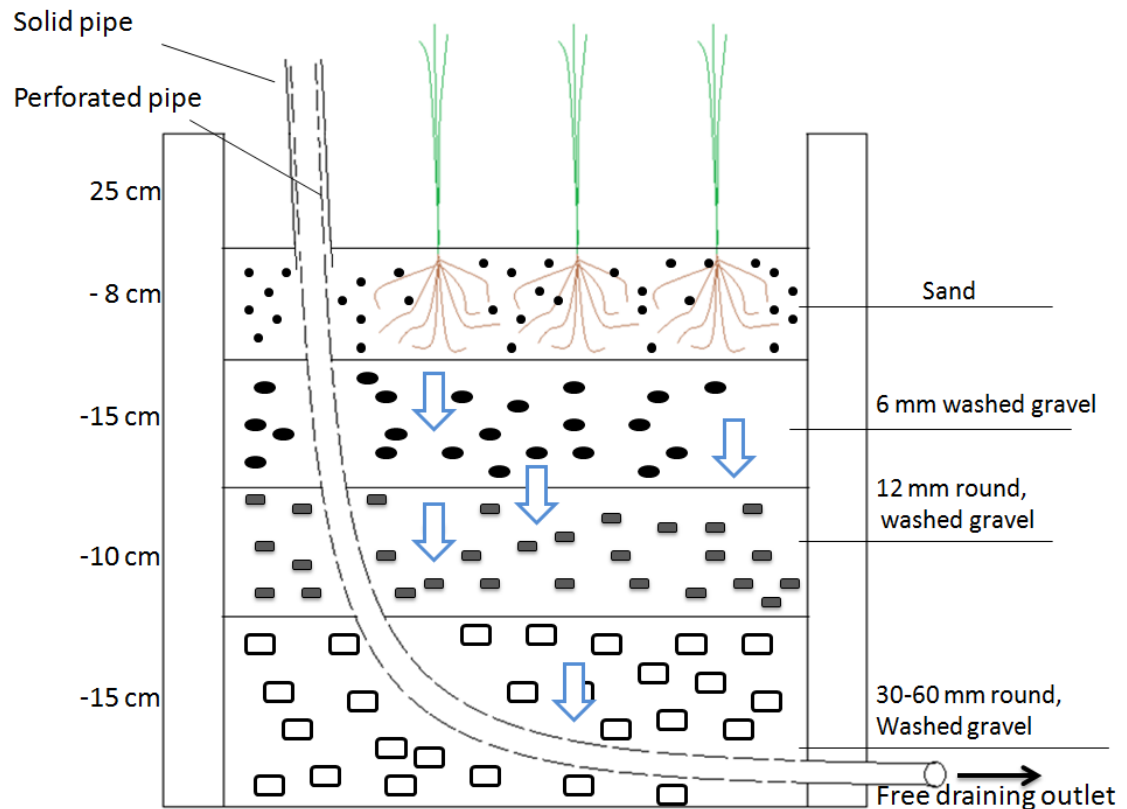 Solid pipe
Perforated pipe
25 cm
- 8 cm
Sand
-15 cm
6 mm washed gravel
12 mm round,
washed gravel
-10 cm
-15 cm
30-60 mm round,
Washed gravel
Free draining outlet